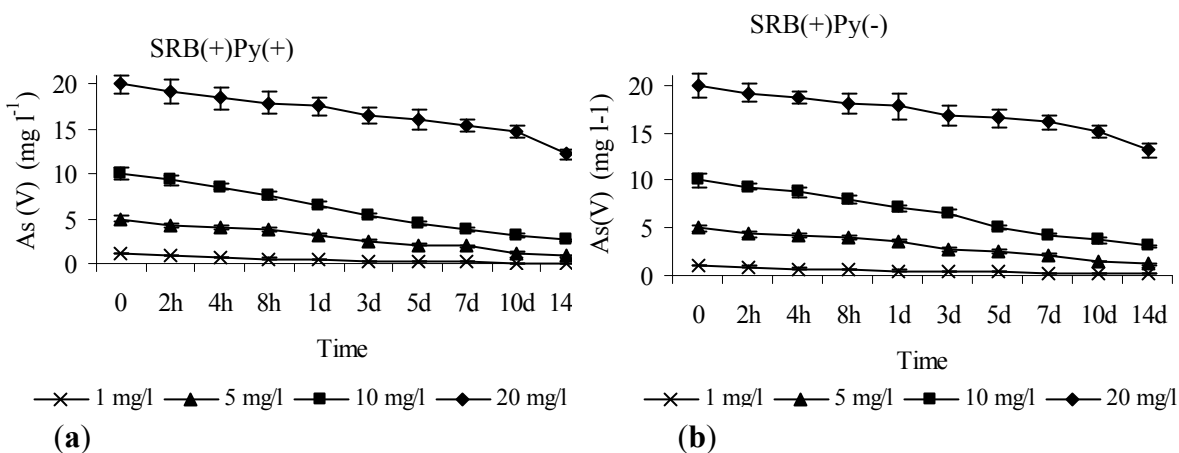 SRB(+)Py(+)
As (V) (mg l-1)
20
15
10
5
0
0 2h 4h 8h 1d 3d 5d 7d 10d 14
Time
1 mg/l 5 mg/l 10 mg/l 20 mg/l
(a)
SRB(+)Py(-)
As(V) (mg l-1)
20
15
10
5
0
0 2h 4h 8h 1d 3d 5d 7d 10d 14d
Time
1 mg/l 5 mg/l 10 mg/l 20 mg/l
(b)